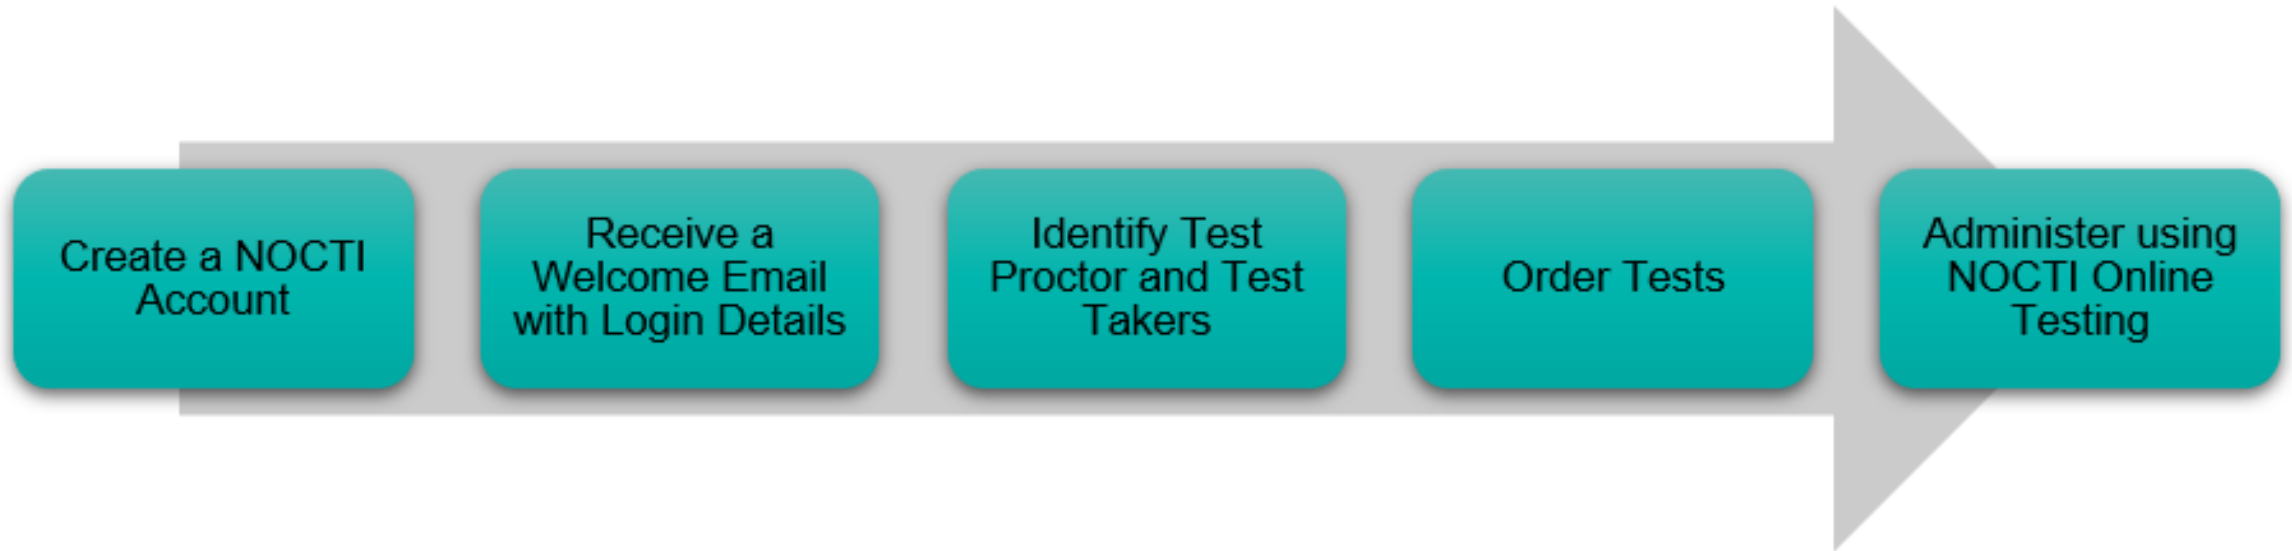 Create a NOCTI
Account
Receive a
Welcome Email
with Login Details
Identify Test
Proctor and Test
Takers
Order Tests
Administer using
NOCTI Online
Testing